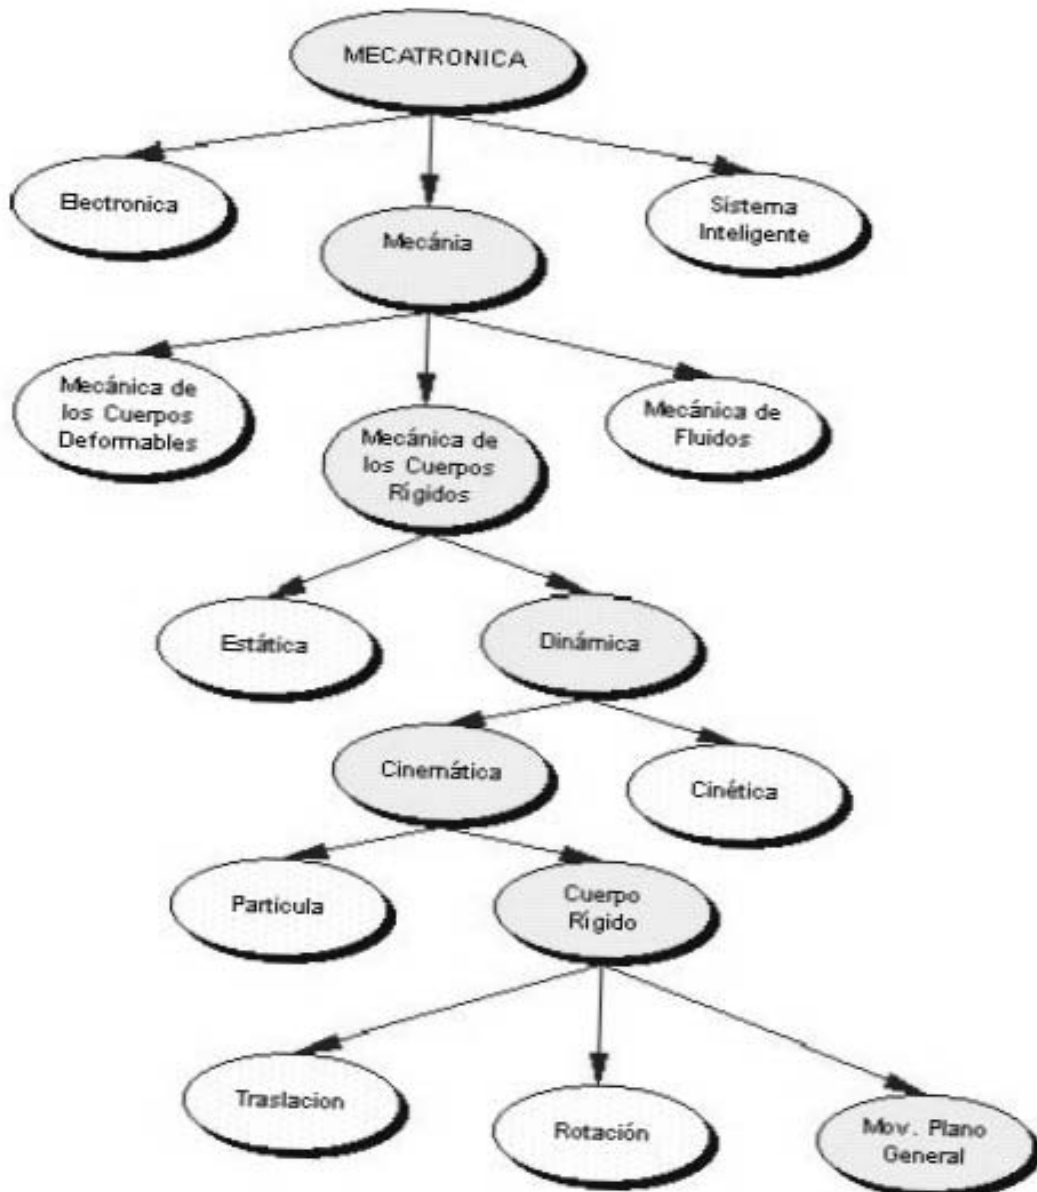 MECATRONICA
Electronica
Mecánia
Sistema
Inteligente
Mecánica de
los Cuerpos
Deformables
Mecánica de
los Cuerpos
Rígidos
Mecánica de
Fluidos
Estática
Dinámica
Cinemática
Cinética
Particula
Cuerpo
Rígido
Traslacion
Rotación
Mov. Plano
General